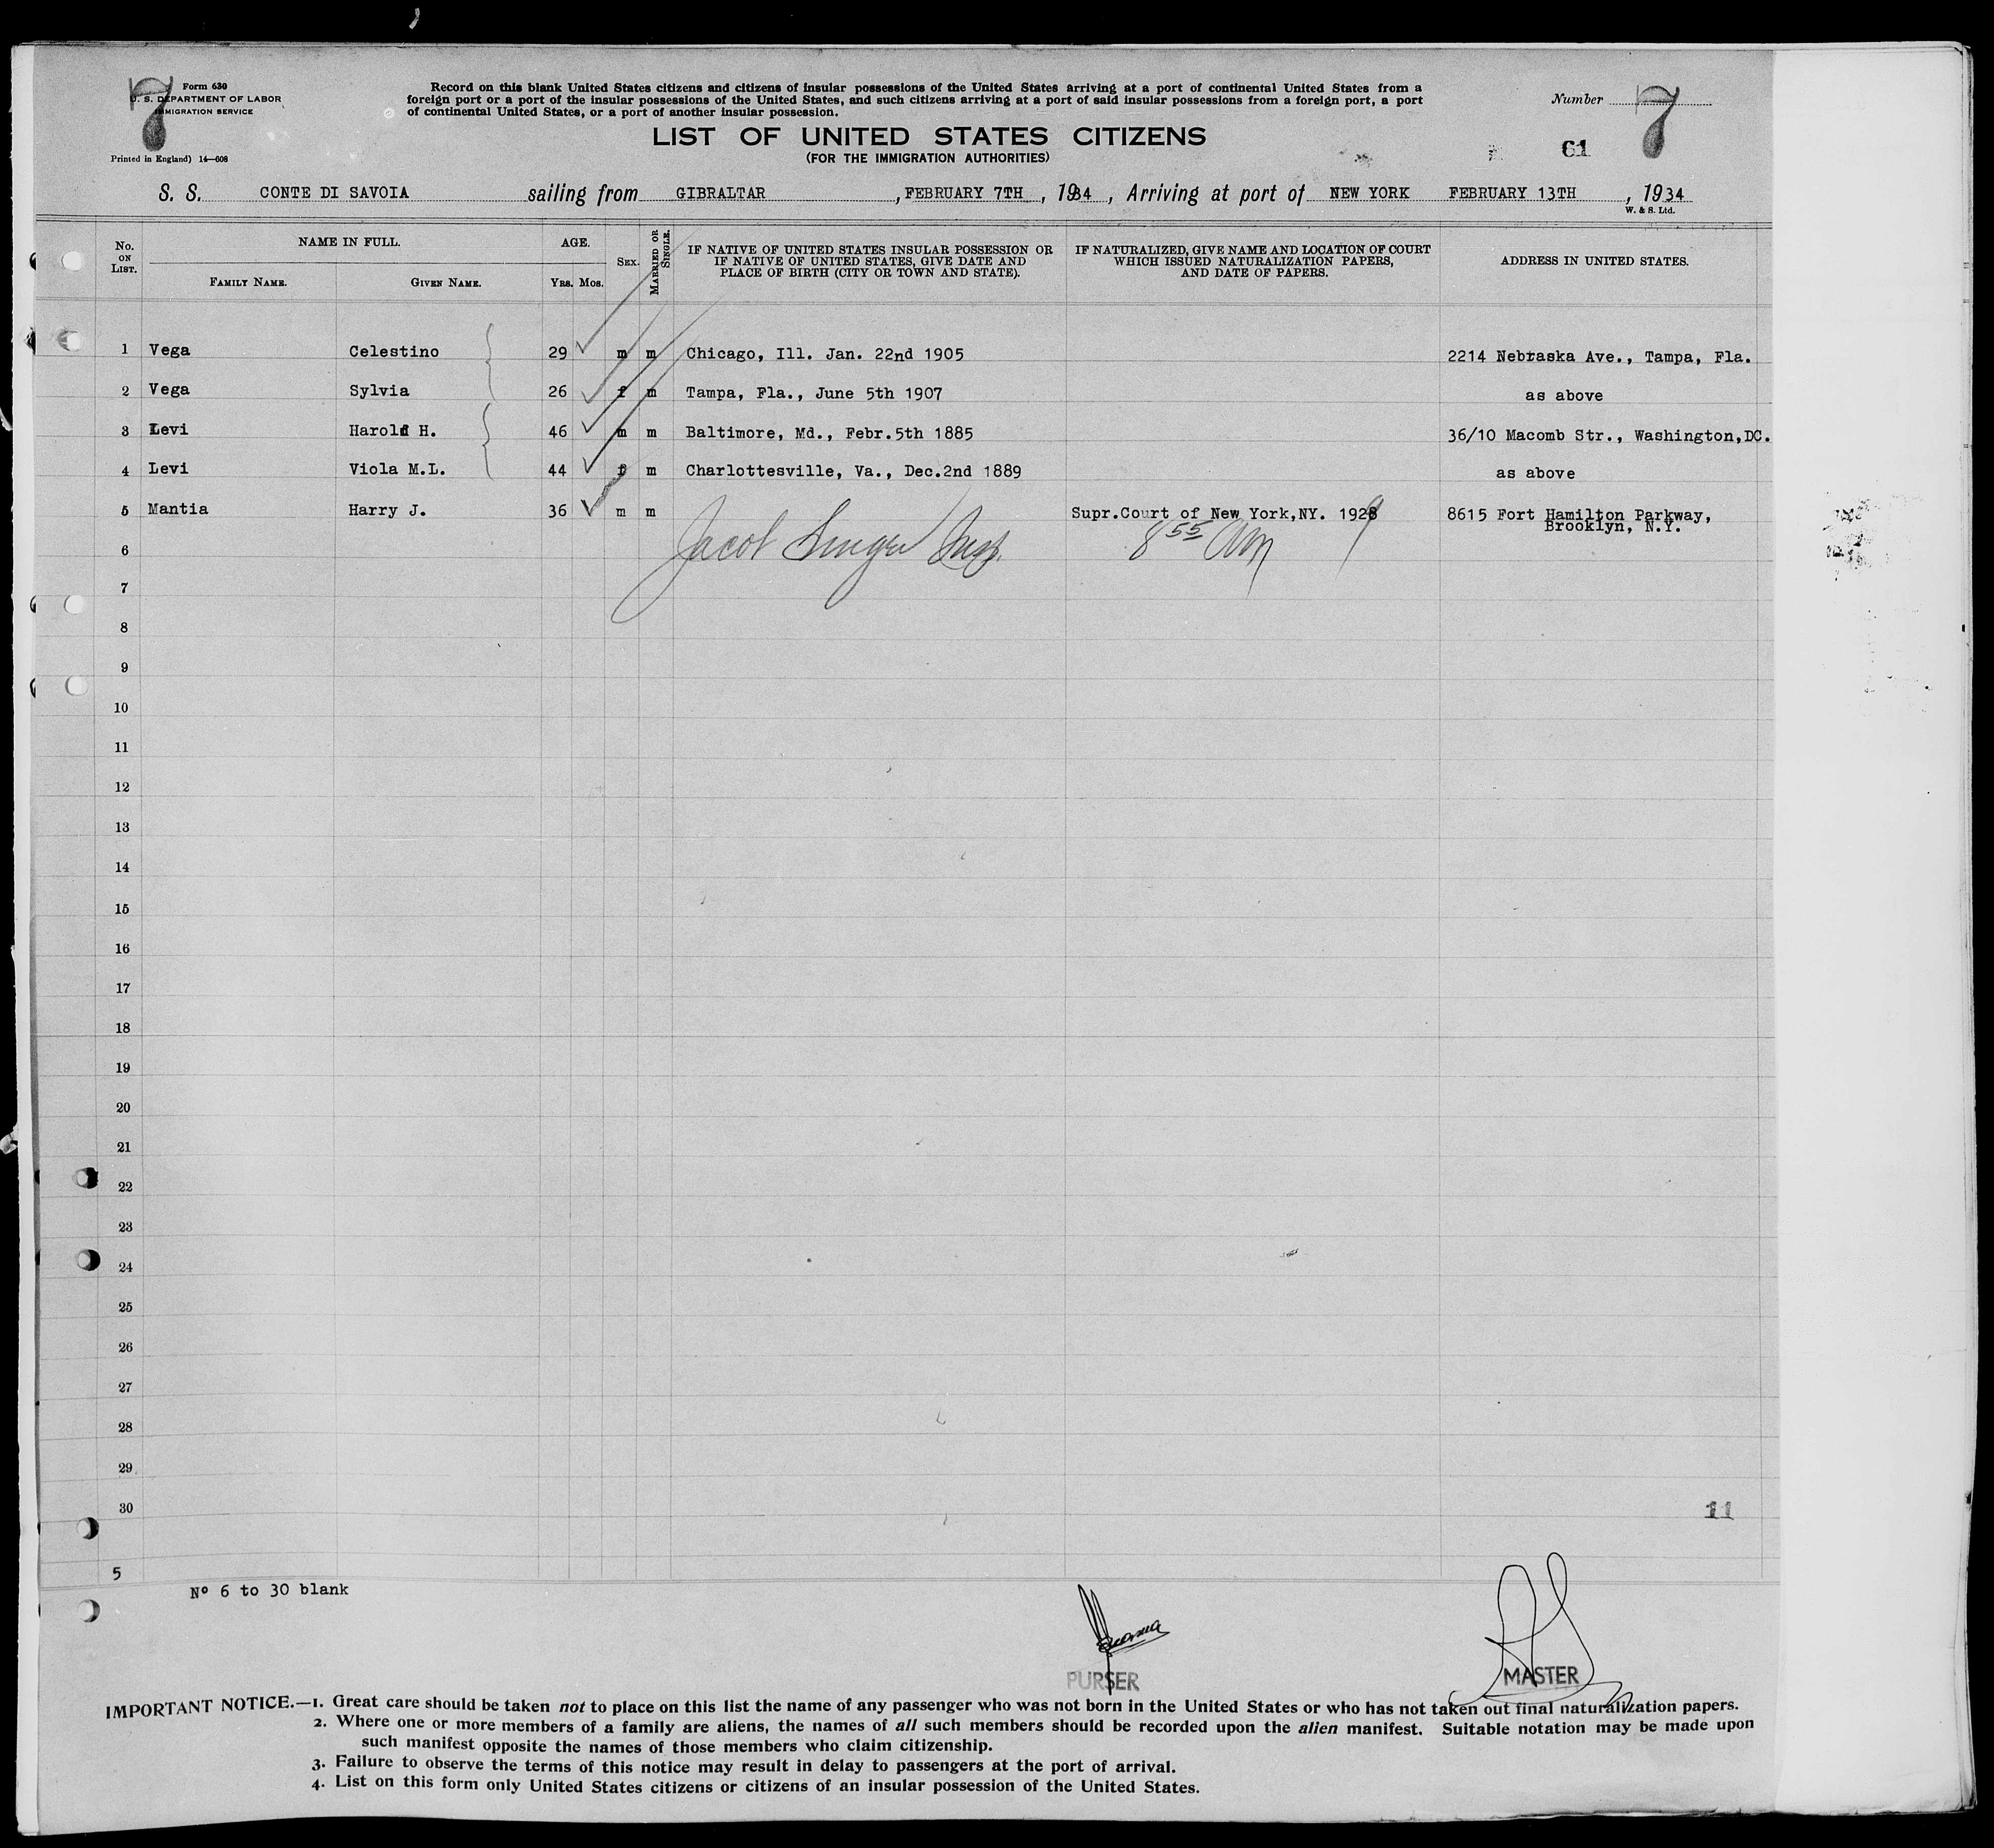 7
Form 630
U. S. DEPARTMENT OF LABOR
IMMIGRATION SERVICE
Printed in England) 14—608
Record on this blank United States citizens and citizens of insular possessions of the United States arriving at a port of continental United States from a
foreign port or a port of the insular possessions of the United States, and such citizens arriving at a port of said insular possessions from a foreign port, a port
of continental United States, or a port of another insular possession.
LIST OF UNITED STATES CITIZENS
(FOR THE IMMIGRATION AUTHORITIES)
Number 7
61
S. S. CONTE DI SAVOIA sailing from GIBRALTAR , FEBRUARY 7TH , 1934 , Arriving at port of NEW YORK FEBRUARY 13TH , 1934
W. & S. Ltd.
No. ON LIST.
NAME IN FULL.
FAMILY NAME. GIVEN NAME.
AGE.
YRS. MOS.
SEX.
MARRIED OR SINGLE.
IF NATIVE OF UNITED STATES INSULAR POSSESSION OR
IF NATIVE OF UNITED STATES, GIVE DATE AND
PLACE OF BIRTH (CITY OR TOWN AND STATE).
IF NATURALIZED, GIVE NAME AND LOCATION OF COURT
WHICH ISSUED NATURALIZATION PAPERS,
AND DATE OF PAPERS.
ADDRESS IN UNITED STATES.
1 Vega Celestino 29 m m Chicago, Ill. Jan. 22nd 1905 2214 Nebraska Ave., Tampa, Fla.
2 Vega Sylvia 26 f m Tampa, Fla., June 5th 1907 as above
3 Levi Harold H. 46 m m Baltimore, Md., Febr.5th 1885 36/10 Macomb Str., Washington,DC.
4 Levi Viola M.L. 44 f m Charlottesville, Va., Dec.2nd 1889 as above
5 Mantia Harry J. 36 m m Supr.Court of New York,NY. 1928 9 8615 Fort Hamilton Parkway,
Brooklyn, N.Y.
Jacob Singer Insp. 8 55 AM
6
7
8
9
10
11
12
13
14
15
16
17
18
19
20
21
22
23
24
25
26
27
28
29
30
11
5
Nº 6 to 30 blank
PURSER
MASTER
IMPORTANT NOTICE.—1. Great care should be taken not to place on this list the name of any passenger who was not born in the United States or who has not taken out final naturalization papers.
2. Where one or more members of a family are aliens, the names of all such members should be recorded upon the alien manifest. Suitable notation may be made upon
such manifest opposite the names of those members who claim citizenship.
3. Failure to observe the terms of this notice may result in delay to passengers at the port of arrival.
4. List on this form only United States citizens or citizens of an insular possession of the United States.